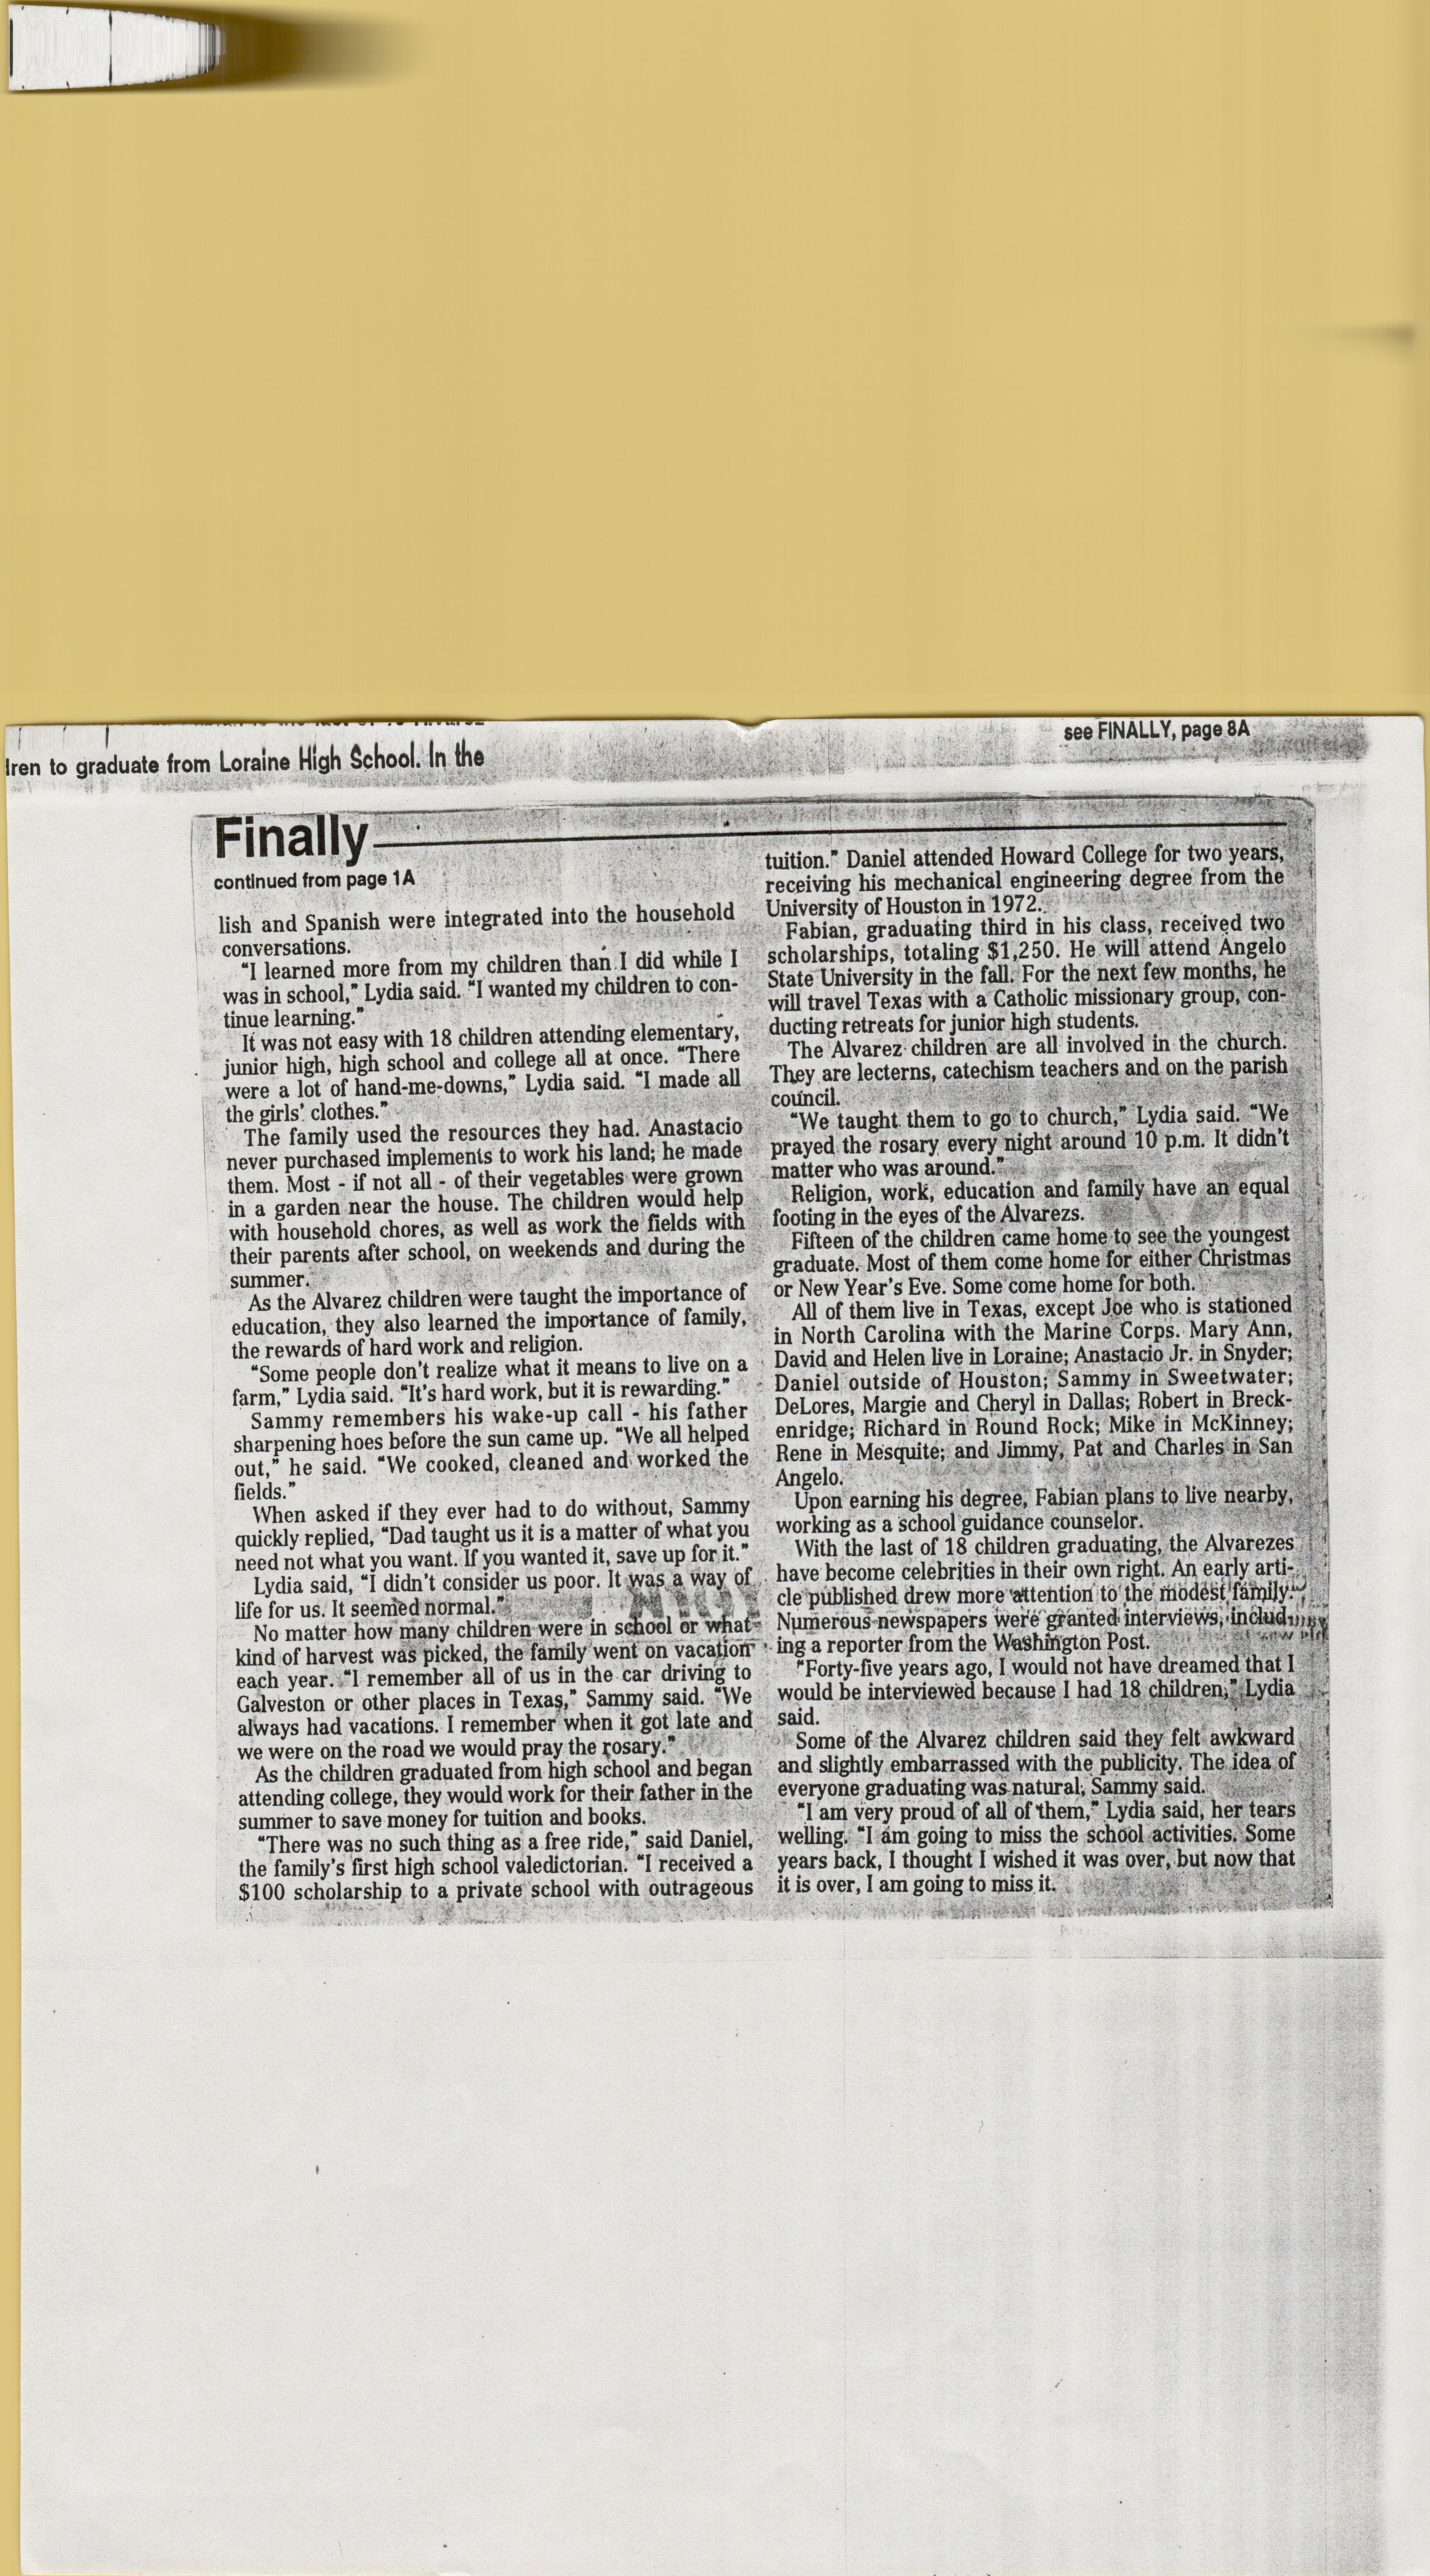 see FINALLY, page 8A
dren to graduate from Loraine High School. In the
Finally
continued from page 1A
lish and Spanish were integrated into the household
conversations.
“I learned more from my children than I did while I
was in school,” Lydia said. “I wanted my children to con-
tinue learning.”
It was not easy with 18 children attending elementary,
junior high, high school and college all at once. “There
were a lot of hand-me-downs,” Lydia said. “I made all
the girls’ clothes.”
The family used the resources they had. Anastacio
never purchased implements to work his land; he made
them. Most - if not all - of their vegetables were grown
in a garden near the house. The children would help
with household chores, as well as work the fields with
their parents after school, on weekends and during the
summer.
As the Alvarez children were taught the importance of
education, they also learned the importance of family,
the rewards of hard work and religion.
“Some people don’t realize what it means to live on a
farm,” Lydia said. “It’s hard work, but it is rewarding.”
Sammy remembers his wake-up call - his father
sharpening hoes before the sun came up. “We all helped
out,” he said. “We cooked, cleaned and worked the
fields.”
When asked if they ever had to do without, Sammy
quickly replied, “Dad taught us it is a matter of what you
need not what you want. If you wanted it, save up for it.”
Lydia said, “I didn’t consider us poor. It was a way of
life for us. It seemed normal.”
No matter how many children were in school or what
kind of harvest was picked, the family went on vacation
each year. “I remember all of us in the car driving to
Galveston or other places in Texas,” Sammy said. “We
always had vacations. I remember when it got late and
we were on the road we would pray the rosary.”
As the children graduated from high school and began
attending college, they would work for their father in the
summer to save money for tuition and books.
“There was no such thing as a free ride,” said Daniel,
the family’s first high school valedictorian. “I received a
$100 scholarship to a private school with outrageous
tuition.” Daniel attended Howard College for two years,
receiving his mechanical engineering degree from the
University of Houston in 1972.
Fabian, graduating third in his class, received two
scholarships, totaling $1,250. He will attend Angelo
State University in the fall. For the next few months, he
will travel Texas with a Catholic missionary group, con-
ducting retreats for junior high students.
The Alvarez children are all involved in the church.
They are lecterns, catechism teachers and on the parish
council.
“We taught them to go to church,” Lydia said. “We
prayed the rosary every night around 10 p.m. It didn’t
matter who was around.”
Religion, work, education and family have an equal
footing in the eyes of the Alvarezs.
Fifteen of the children came home to see the youngest
graduate. Most of them come home for either Christmas
or New Year’s Eve. Some come home for both.
All of them live in Texas, except Joe who is stationed
in North Carolina with the Marine Corps. Mary Ann,
David and Helen live in Loraine; Anastacio Jr. in Snyder;
Daniel outside of Houston; Sammy in Sweetwater;
DeLores, Margie and Cheryl in Dallas; Robert in Breck-
enridge; Richard in Round Rock; Mike in McKinney;
Rene in Mesquite; and Jimmy, Pat and Charles in San
Angelo.
Upon earning his degree, Fabian plans to live nearby,
working as a school guidance counselor.
With the last of 18 children graduating, the Alvarezes
have become celebrities in their own right. An early arti-
cle published drew more attention to the modest family.
Numerous newspapers were granted interviews, includ-
ing a reporter from the Washington Post.
“Forty-five years ago, I would not have dreamed that I
would be interviewed because I had 18 children,” Lydia
said.
Some of the Alvarez children said they felt awkward
and slightly embarrassed with the publicity. The idea of
everyone graduating was natural, Sammy said.
“I am very proud of all of them,” Lydia said, her tears
welling. “I am going to miss the school activities. Some
years back, I thought I wished it was over, but now that
it is over, I am going to miss it.